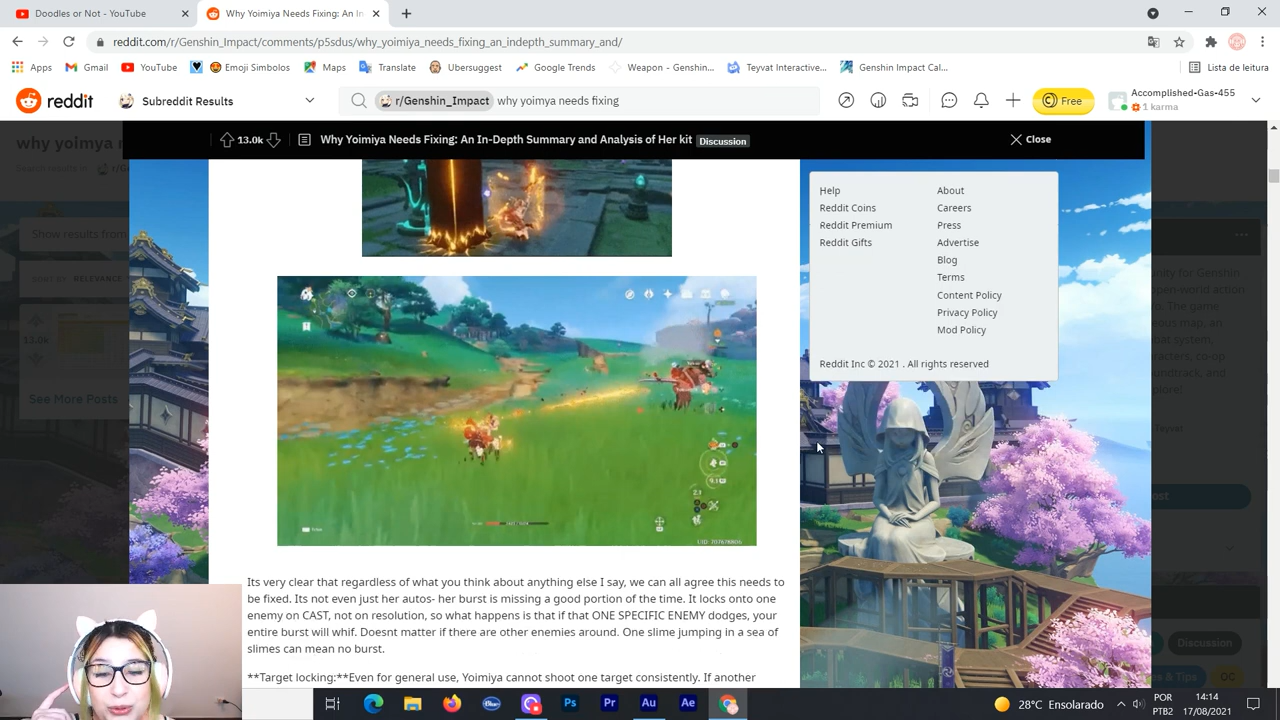 Doodles or Not - YouTube
Why Yoimiya Needs Fixing: An In
reddit.com/r/Genshin_Impact/comments/p5sdus/why_yoimiya_needs_fixing_an_indepth_summary_and/
Apps Gmail YouTube Emoji Simbolos Maps Translate Ubersuggest Google Trends Weapon - Genshin... Teyvat Interactive... Genshin Impact Cal... Lista de leitura
reddit Subreddit Results r/Genshin_Impact why yoimya needs fixing Free Accomplished-Gas-455
1 karma
13.0k Why Yoimiya Needs Fixing: An In-Depth Summary and Analysis of Her kit Discussion Close
Help About
Reddit Coins Careers
Reddit Premium Press
Reddit Gifts Advertise
Blog
Terms
Content Policy
Privacy Policy
Mod Policy
Reddit Inc © 2021 . All rights reserved
Show results from
RELEVANCE
13.0k
See More Posts
Discussion
Its very clear that regardless of what you think about anything else I say, we can all agree this needs to
be fixed. Its not even just her autos- her burst is missing a good portion of the time. It locks onto one
enemy on CAST, not on resolution, so what happens is that if that ONE SPECIFIC ENEMY dodges, your
entire burst will whif. Doesnt matter if there are other enemies around. One slime jumping in a sea of
slimes can mean no burst.
**Target locking:**Even for general use, Yoimiya cannot shoot one target consistently. If another
28°C Ensolarado
POR
PTB2
14:14
17/08/2021